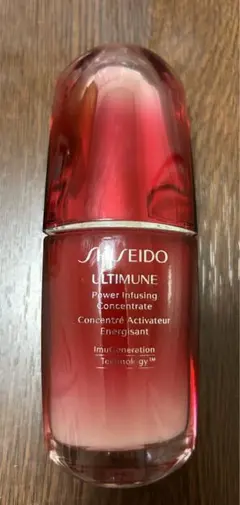 SHISEIDO
ULTIMUNE
Power Infusing
Concentrate
Concentré Activateur
Energisant
ImuGeneration
Technology™